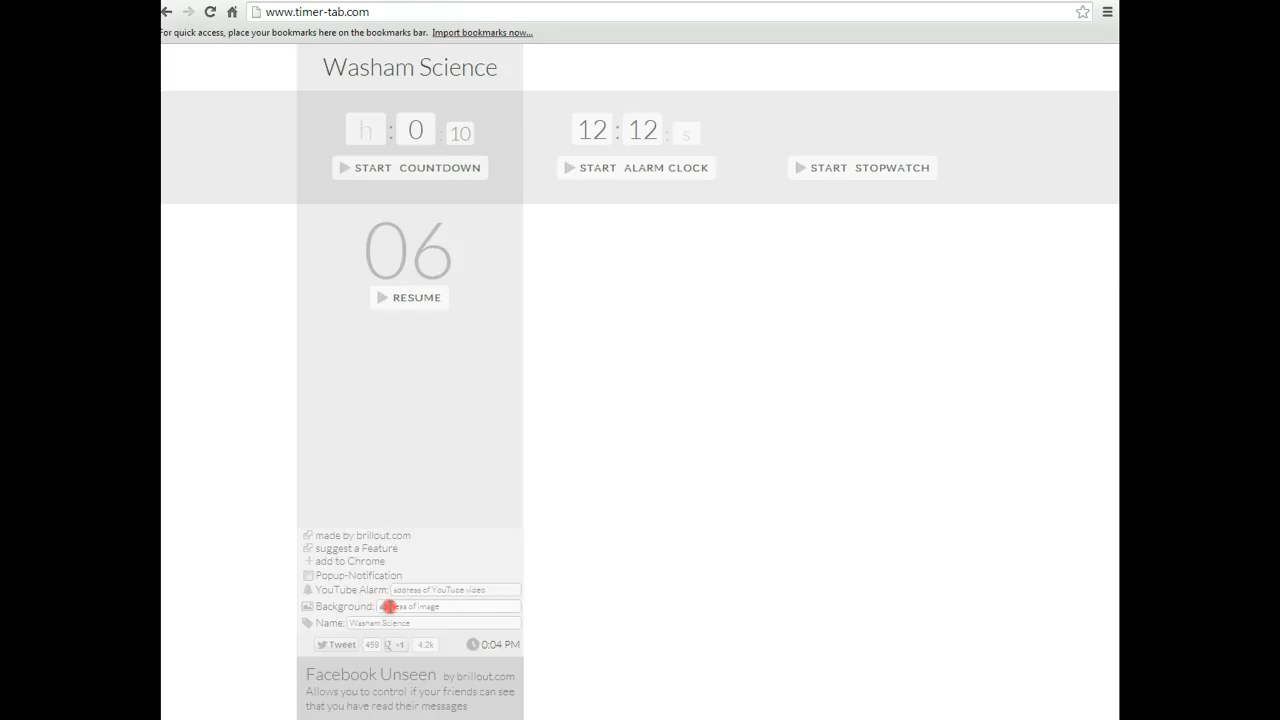 www.timer-tab.com
For quick access, place your bookmarks here on the bookmarks bar. Import bookmarks now...
Washam Science
h : 0 : 10
12 : 12 : s
START COUNTDOWN
START ALARM CLOCK
START STOPWATCH
06
RESUME
made by brillout.com
suggest a Feature
add to Chrome
Popup-Notification
YouTube Alarm: address of YouTube video
Background: of image
Name: Washam Science
Tweet 459 +1 4.2k 0:04 PM
Facebook Unseen by brillout.com
Allows you to control if your friends can see
that you have read their messages